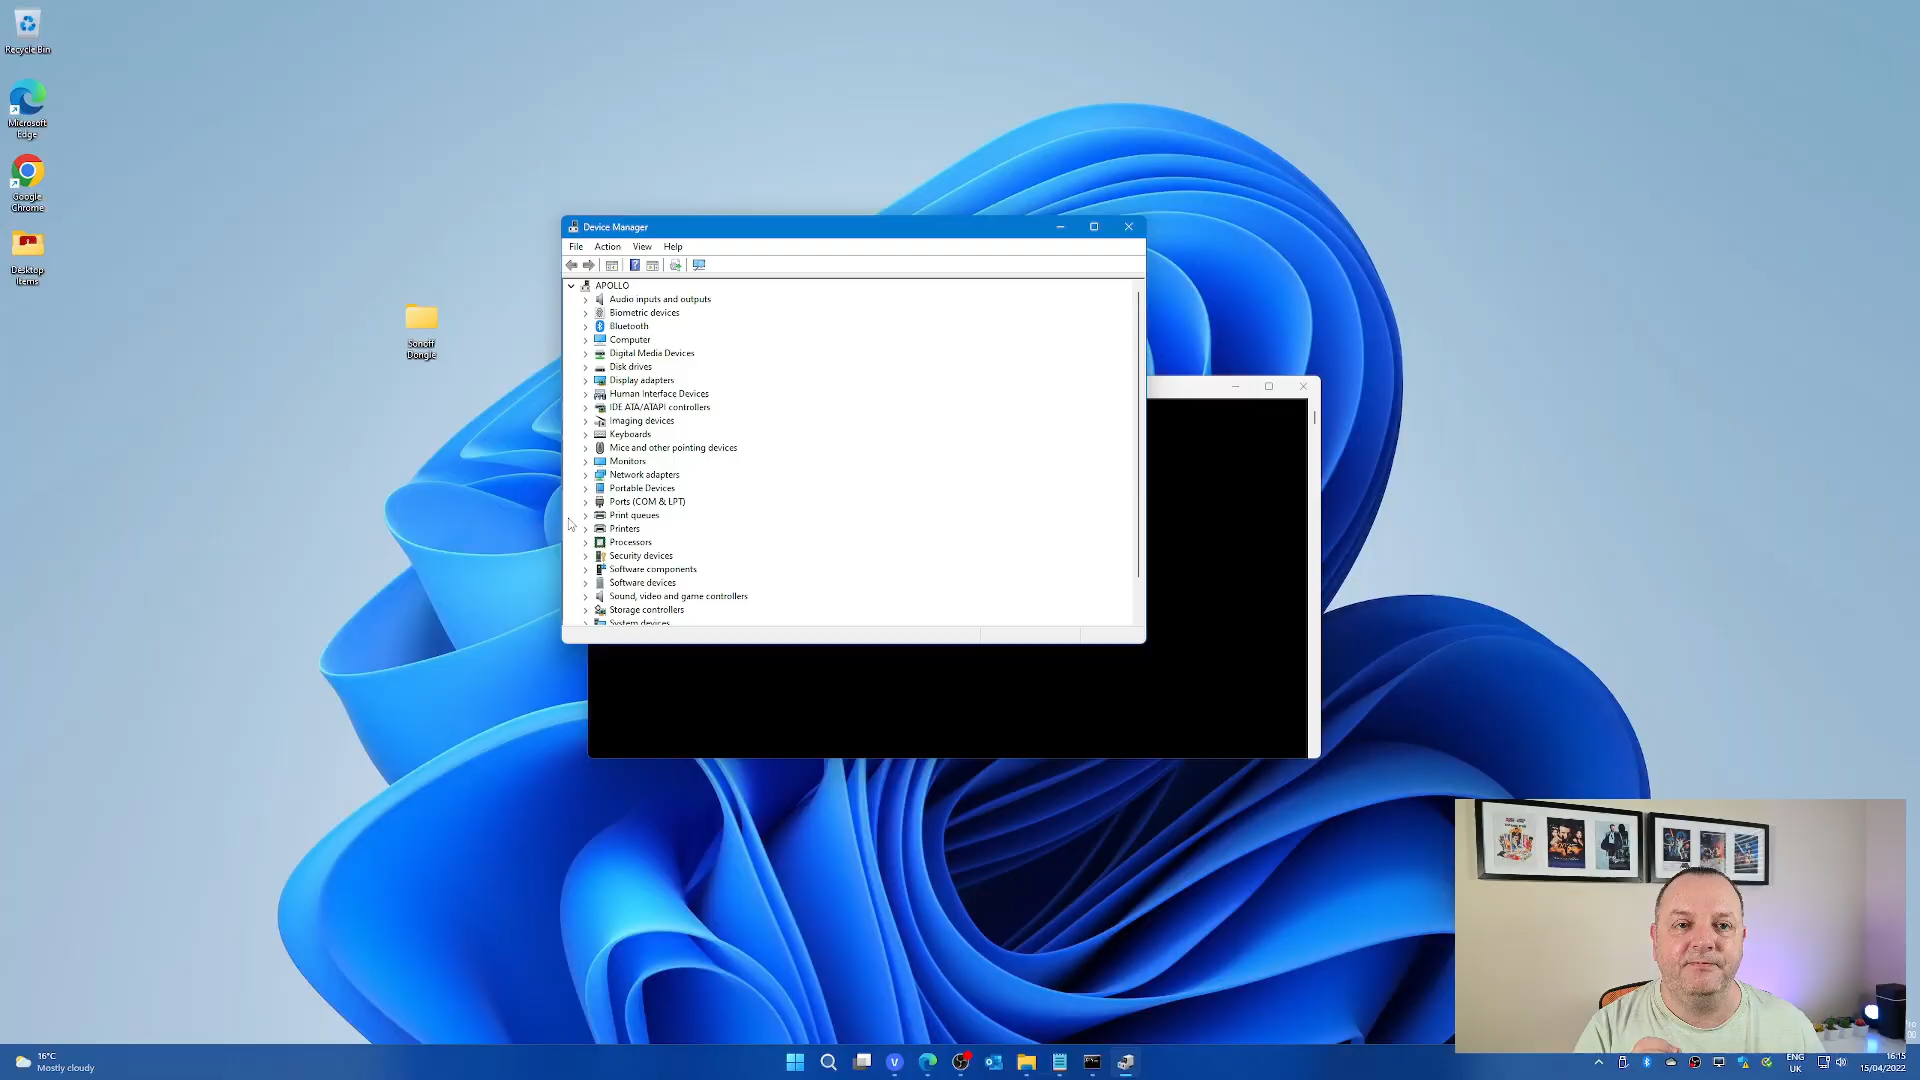 Recycle Bin
Microsoft
Edge
Google
Chrome
Desktop
Items
Sonoff
Dongle
Device Manager
File Action View Help
APOLLO
Audio inputs and outputs
Biometric devices
Bluetooth
Computer
Digital Media Devices
Disk drives
Display adapters
Human Interface Devices
IDE ATA/ATAPI controllers
Imaging devices
Keyboards
Mice and other pointing devices
Monitors
Network adapters
Portable Devices
Ports (COM & LPT)
Print queues
Printers
Processors
Security devices
Software components
Software devices
Sound, video and game controllers
Storage controllers
System devices
16°C
Mostly cloudy
ENG
UK
16:15
15/04/2022